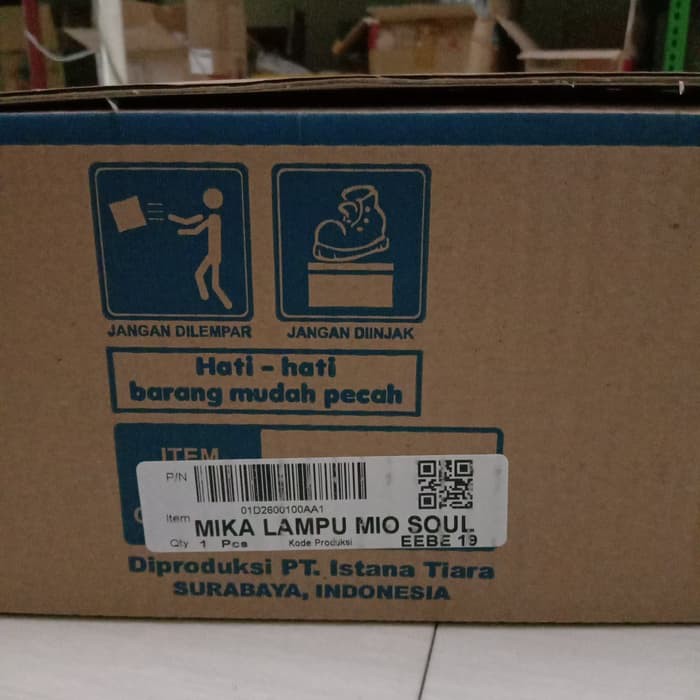 JANGAN DILEMPAR
JANGAN DIINJAK
Hati - hati
barang mudah pecah
ITEM
P/N
01D2600100AA1
Item MIKA LAMPU MIO SOUL
Qty 1 Pcs Kode Produksi EEBE 19
Diproduksi PT. Istana Tiara
SURABAYA, INDONESIA